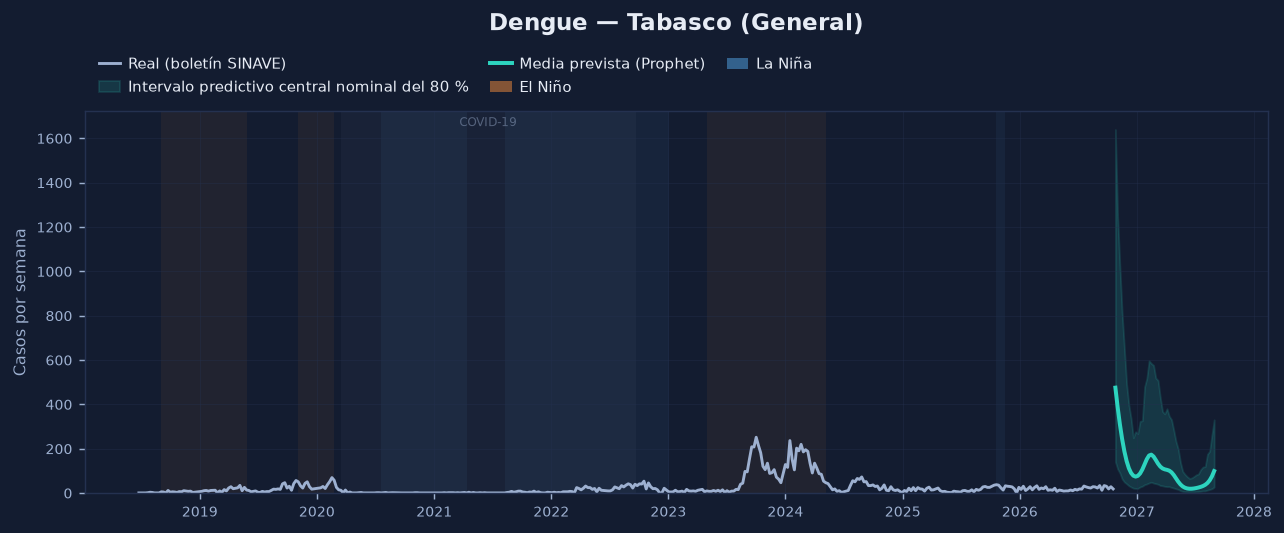 Dengue — Tabasco (General)
Real (boletín SINAVE)
Media prevista (Prophet)
La Niña
Intervalo predictivo central nominal del 80 %
El Niño
COVID-19
Casos por semana
1600
1400
1200
1000
800
600
400
200
0
2019
2020
2021
2022
2023
2024
2025
2026
2027
2028